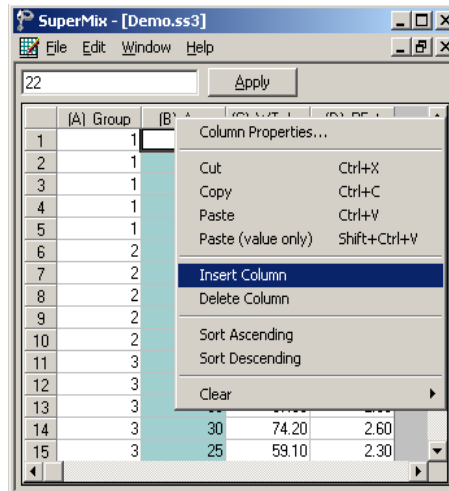 SuperMix - [Demo.ss3]
File Edit Window Help
22 Apply
(A) Group (B)
1 1
2 1
3 1
4 1
5 1
6 2
7 2
8 2
9 2
10 2
11 3
12 3
13 3
14 3 30 74.20 2.60
15 3 25 59.10 2.30
Column Properties...
Cut Ctrl+X
Copy Ctrl+C
Paste Ctrl+V
Paste (value only) Shift+Ctrl+V
Insert Column
Delete Column
Sort Ascending
Sort Descending
Clear